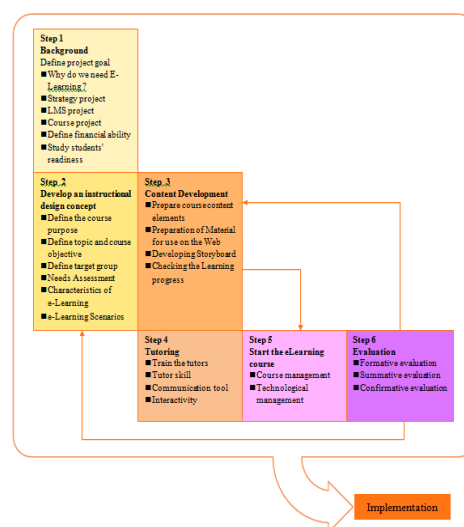 Step 1
Background
Define project goal
■Why do we need E-
Learning ?
■Strategy project
■LMS project
■Course project
■Define financial ability
■Study students'
readiness
Step 2
Develop an instructional
design concept
■Define the course
purpose
■Define topic and course
objective
■Define target group
■Needs Assessment
■Characteristics of
e-Learning
■e-Learning Scenarios
Step 3
Content Development
■Prepare course content
elements
■Preparation of Material
for use on the Web
■Developing Storyboard
■Checking the Learning
progress
Step 4
Tutoring
■Train the tutors
■Tutor skill
■Communication tool
■Interactivity
Step 5
Start the eLearning
course
■Course management
■Technological
management
Step 6
Evaluation
■Formative evaluation
■Summative evaluation
■Confirmative evaluation
Implementation